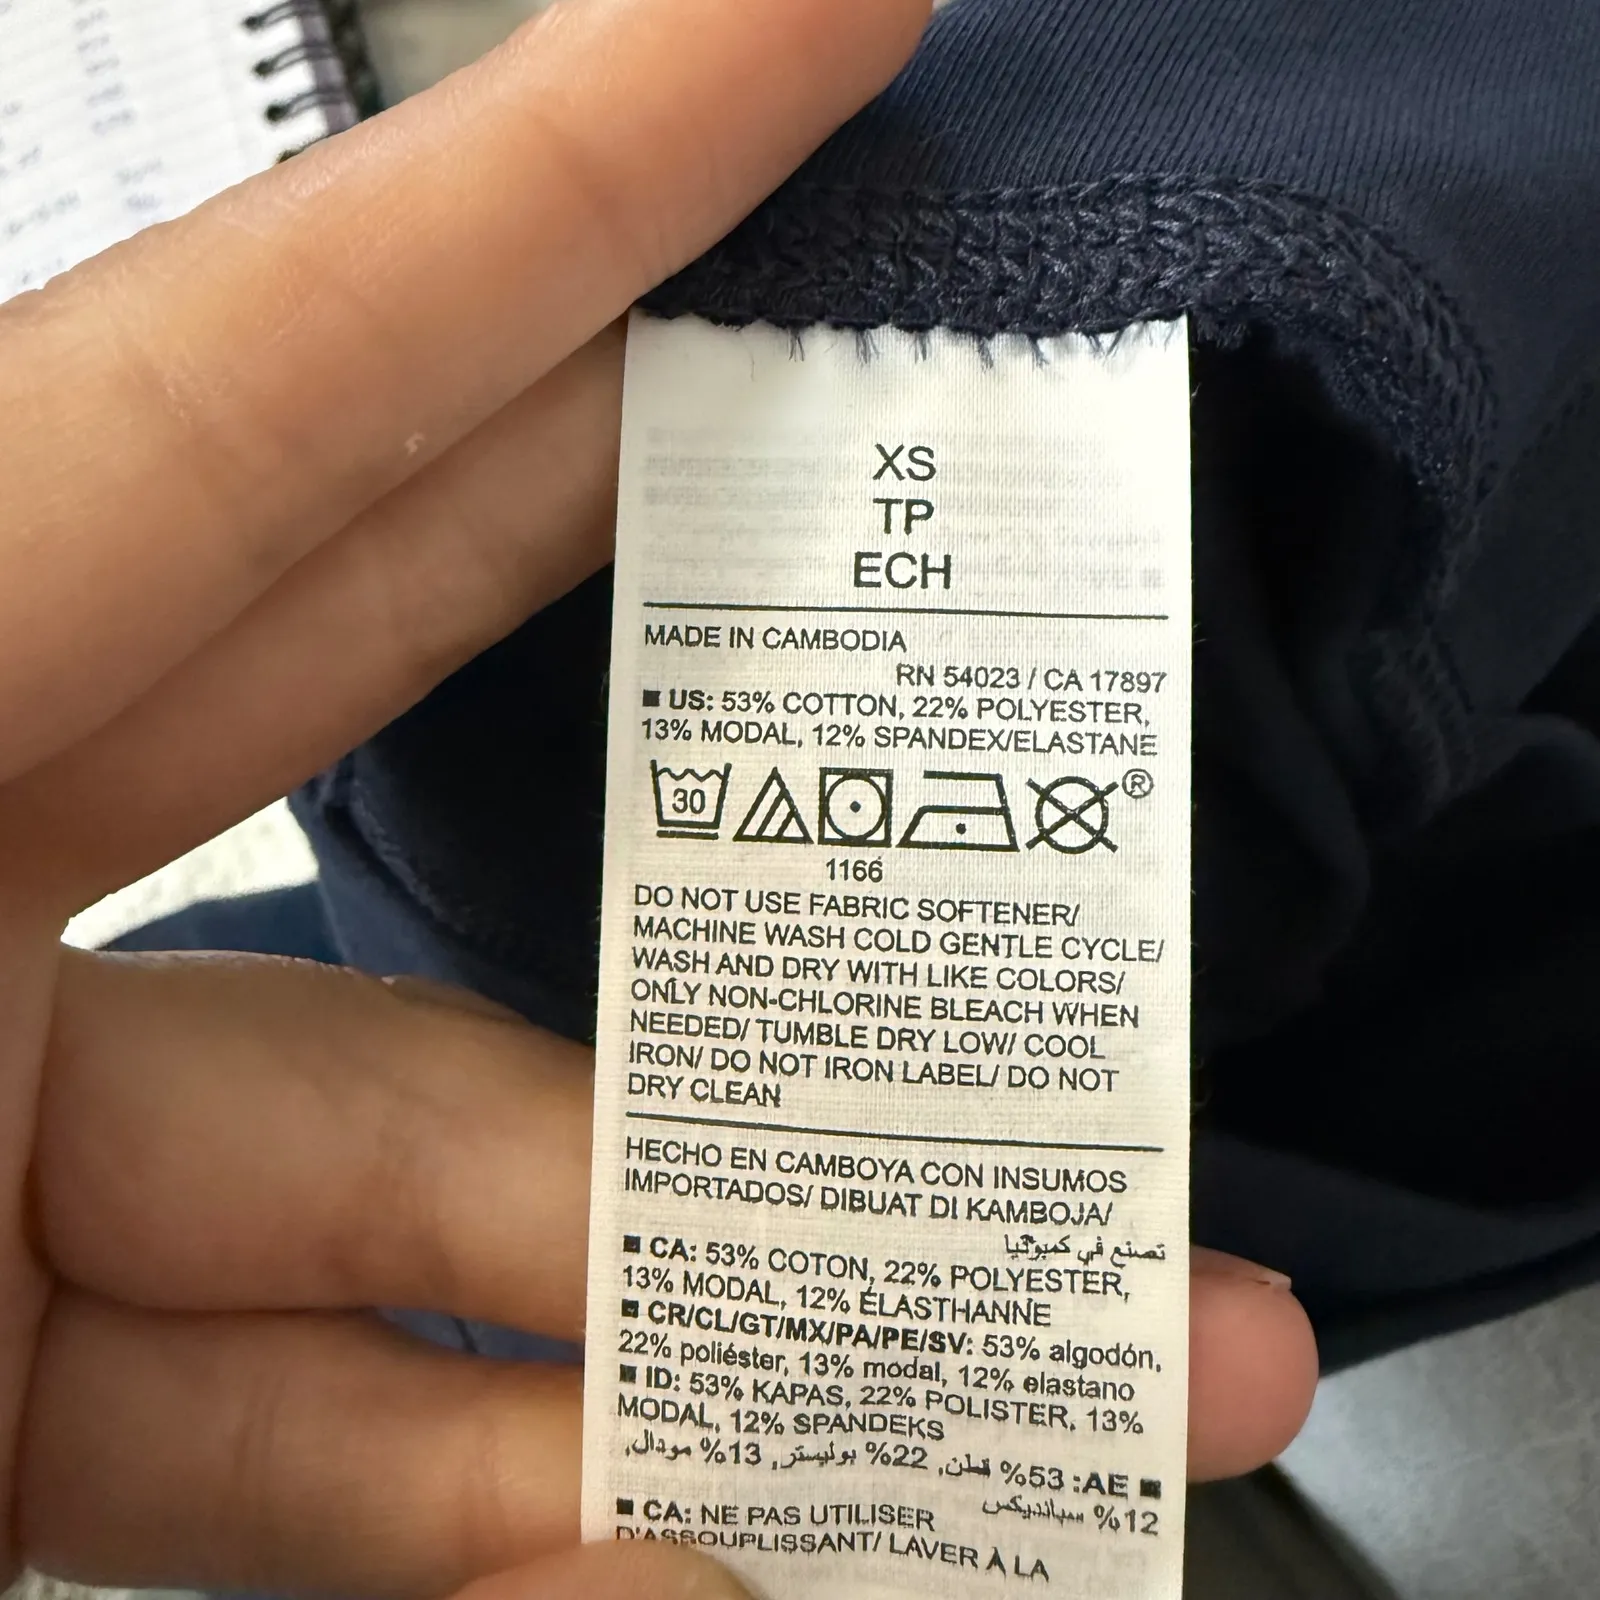 XS
TP
ECH
MADE IN CAMBODIA
RN 54023 / CA 17897
■ US: 53% COTTON, 22% POLYESTER,
13% MODAL, 12% SPANDEX/ELASTANE
30
®
1166
DO NOT USE FABRIC SOFTENER/
MACHINE WASH COLD GENTLE CYCLE/
WASH AND DRY WITH LIKE COLORS/
ONLY NON-CHLORINE BLEACH WHEN
NEEDED/ TUMBLE DRY LOW/ COOL
IRON/ DO NOT IRON LABEL/ DO NOT
DRY CLEAN
HECHO EN CAMBOYA CON INSUMOS
IMPORTADOS/ DIBUAT DI KAMBOJA/
تصنع في كمبوتيا
■ CA: 53% COTON, 22% POLYESTER,
13% MODAL, 12% ÉLASTHANNE
■ CR/CL/GT/MX/PA/PE/SV: 53% algodón,
22% poliéster, 13% modal, 12% elastano
■ ID: 53% KAPAS, 22% POLISTER, 13%
MODAL, 12% SPANDEKS
■ AE: 53% قطن, 22% بوليستر, 13% مودال,
12% سبانديكس
■ CA: NE PAS UTILISER
D'ASSOUPLISSANT/ LAVER À LA